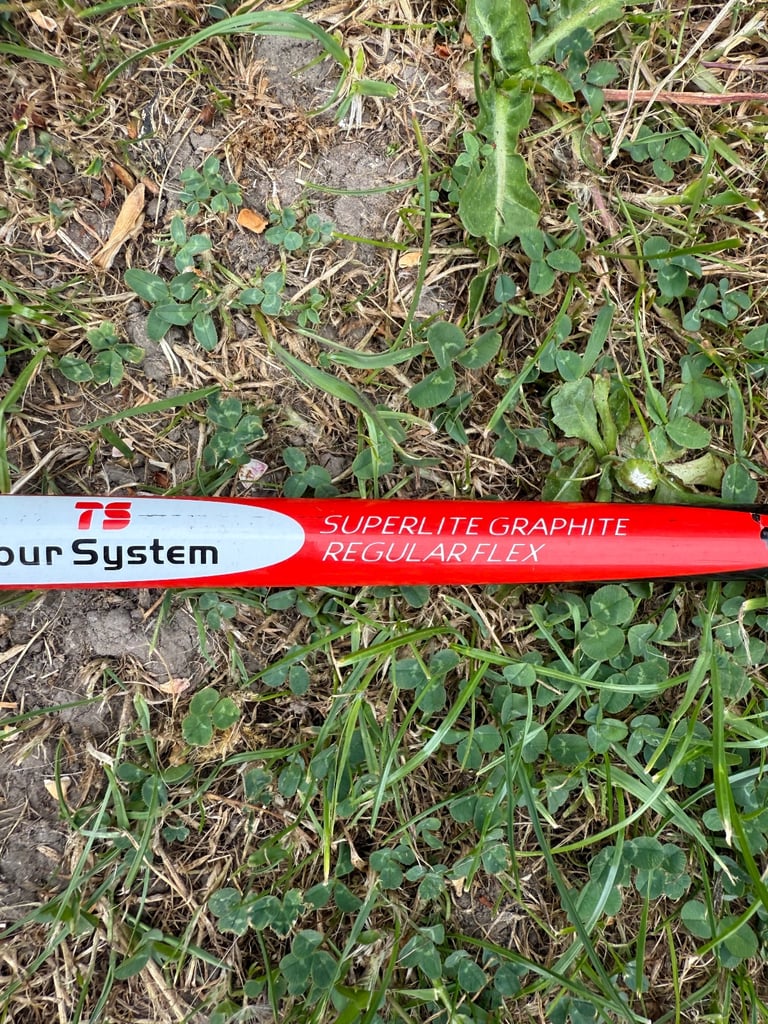 TS
our System
SUPERLITE GRAPHITE
REGULAR FLEX